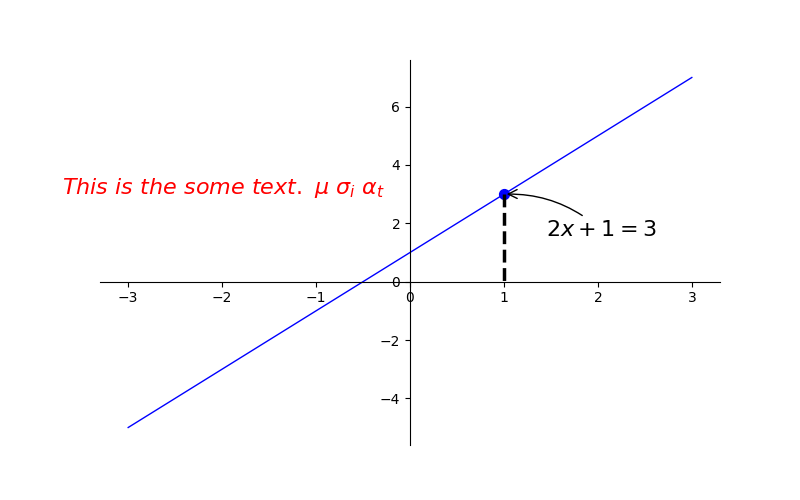 6
4
This is the some text. μ σᵢ αₜ
2
2x + 1 = 3
0
−3 −2 −1 0 1 2 3
−2
−4